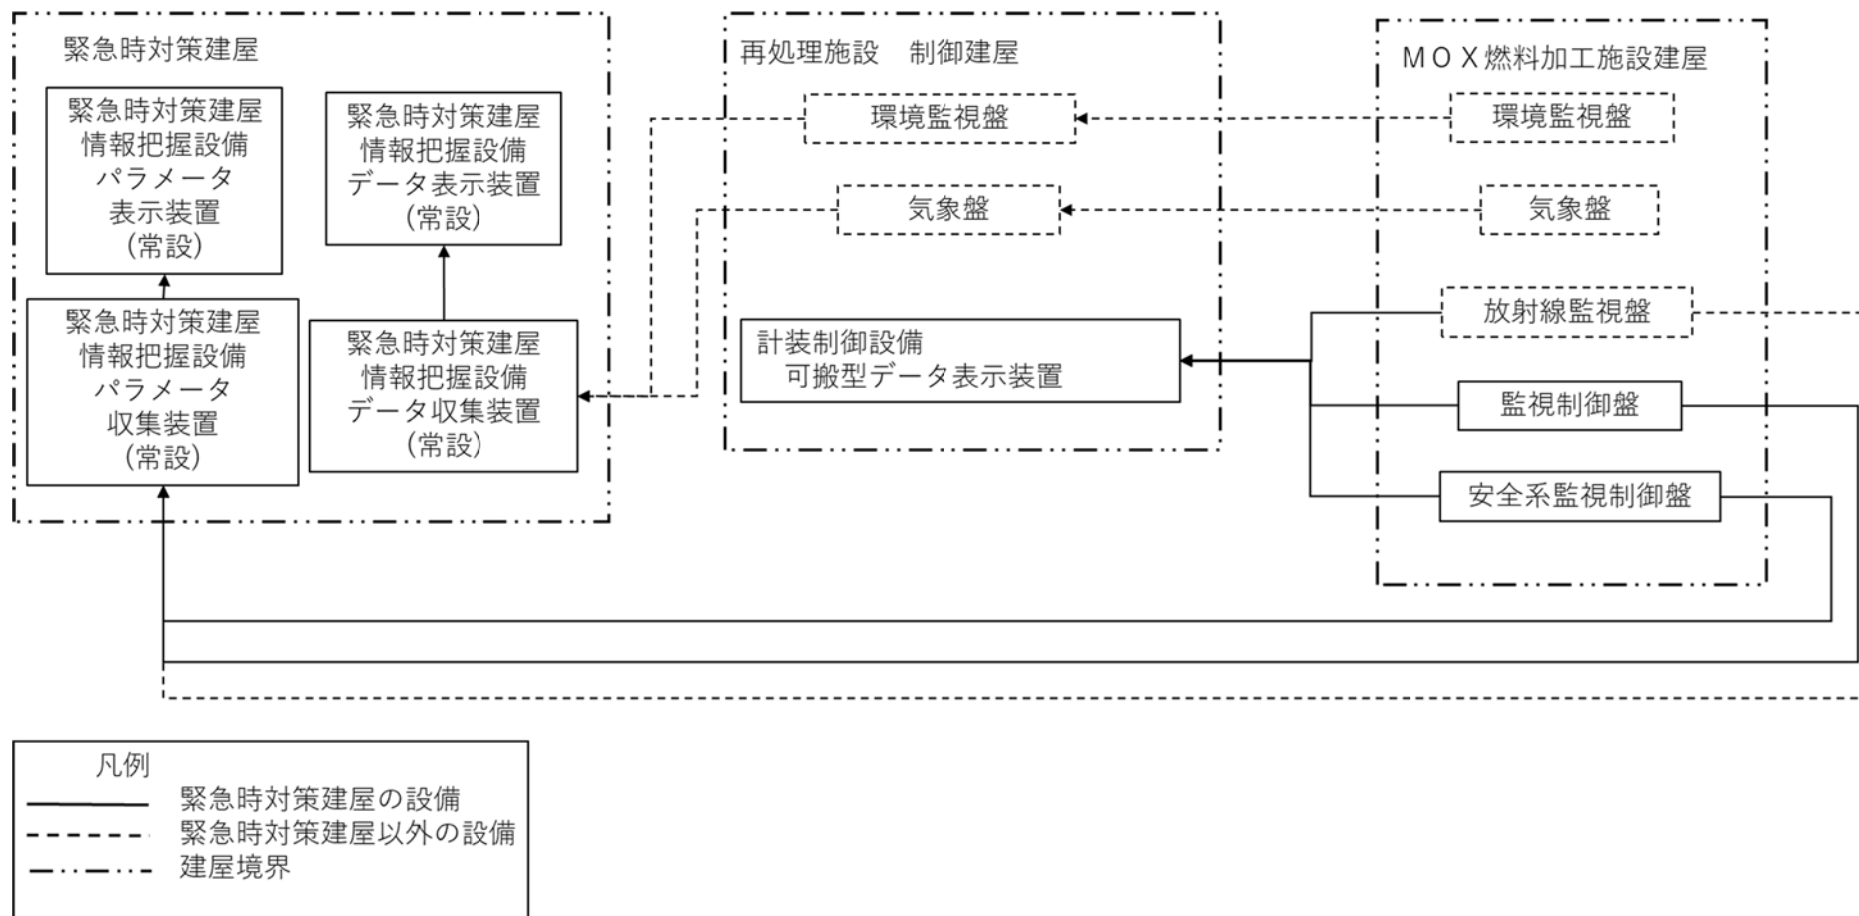 緊急時対策建屋
緊急時対策建屋
情報把握設備
パラメータ
表示装置
(常設)
緊急時対策建屋
情報把握設備
データ表示装置
(常設)
緊急時対策建屋
情報把握設備
パラメータ
収集装置
(常設)
緊急時対策建屋
情報把握設備
データ収集装置
(常設)
再処理施設　制御建屋
環境監視盤
気象盤
計装制御設備
可搬型データ表示装置
ＭＯＸ燃料加工施設建屋
環境監視盤
気象盤
放射線監視盤
監視制御盤
安全系監視制御盤
凡例
緊急時対策建屋の設備
緊急時対策建屋以外の設備
建屋境界